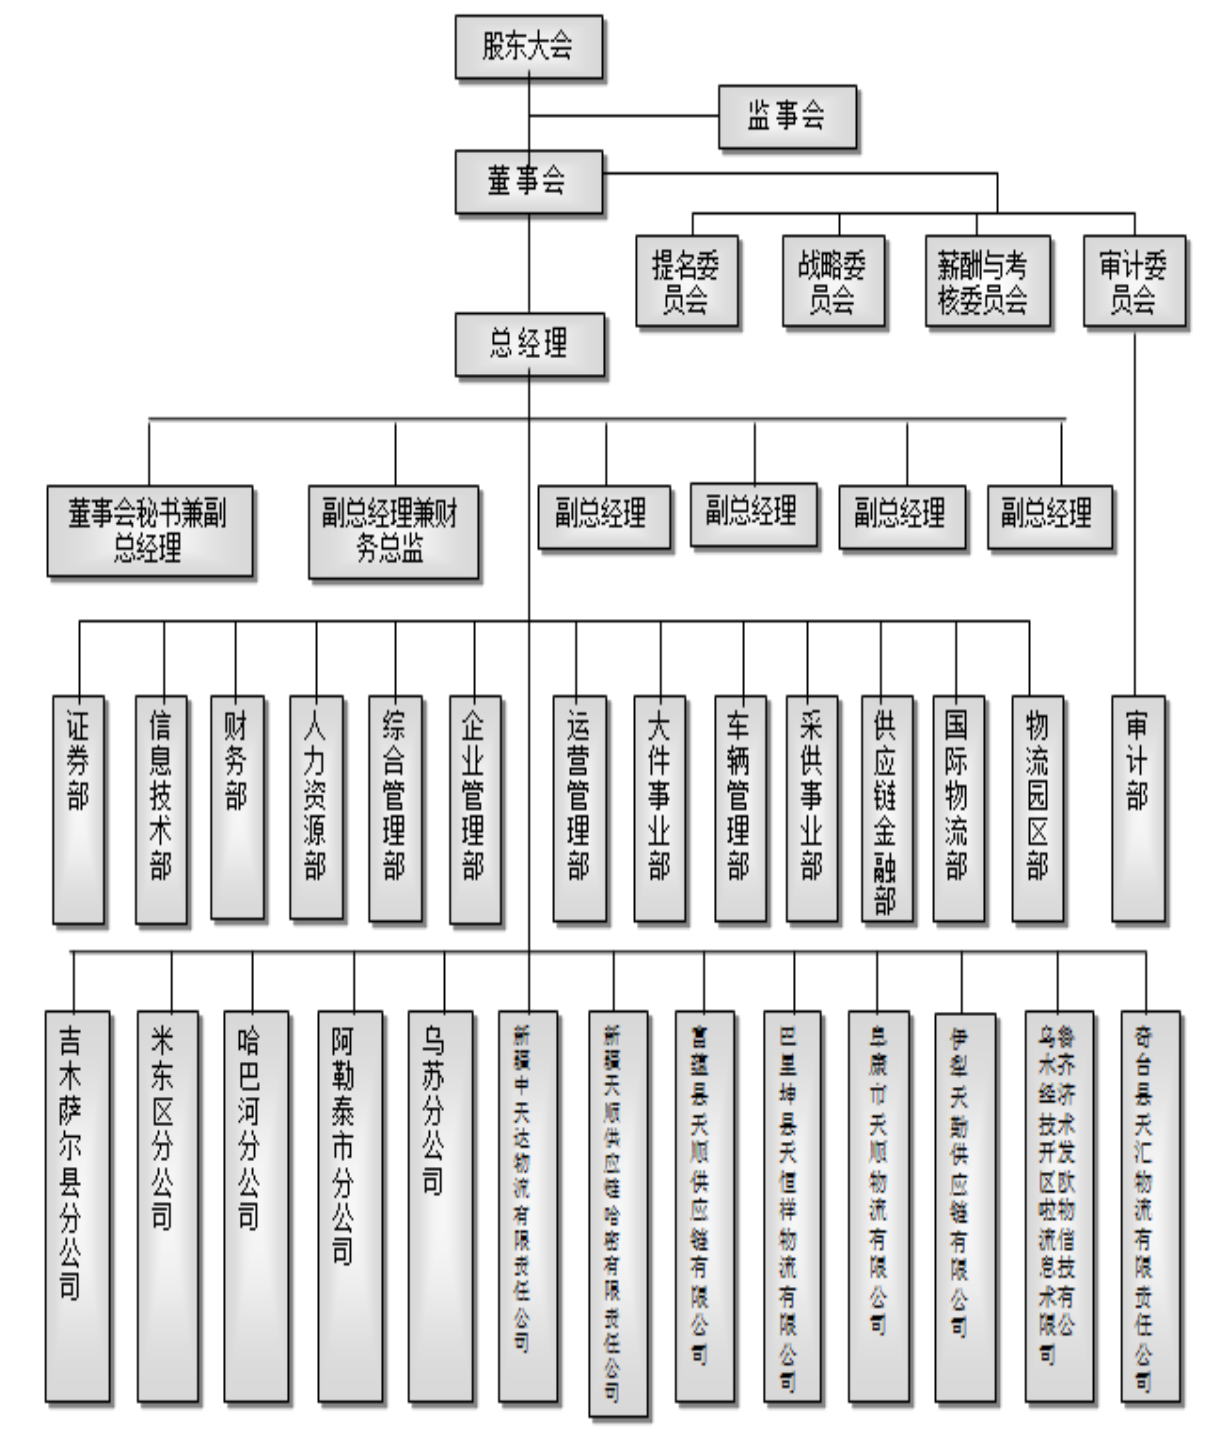 股东大会
监事会
董事会
提名委
员会
战略委
员会
薪酬与考
核委员会
审计委
员会
总经理
董事会秘书兼副
总经理
副总经理兼财
务总监
副总经理
副总经理
副总经理
副总经理
证券部
信息技术部
财务部
人力资源部
综合管理部
企业管理部
运营管理部
大件事业部
车辆管理部
采供事业部
供应链金融部
国际物流部
物流园区部
审计部
吉木萨尔县分公司
米东区分公司
哈巴河分公司
阿勒泰市分公司
乌苏分公司
新疆中天达物流有限责任公司
新疆天顺供应链哈密有限责任公司
富蕴县天顺供应链有限公司
巴里坤县天恒祥物流有限公司
阜康市天顺物流有限公司
伊犁天勤供应链有限公司
乌鲁
木齐
经济
技术
开发
区欧
啦物
流信
息技
术有
限公
司
奇台县天汇物流有限责任公司